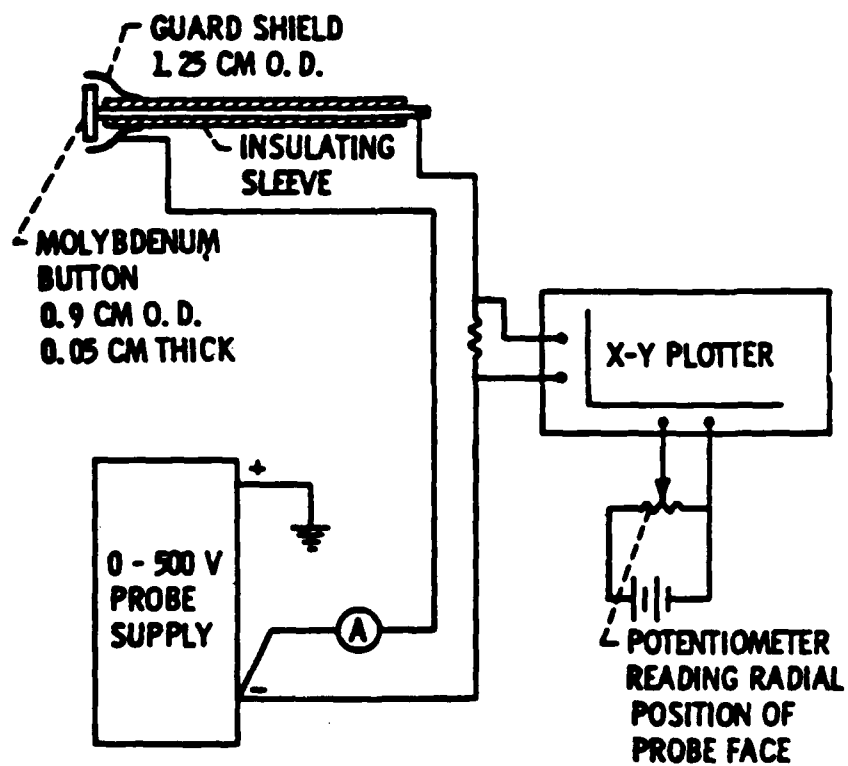 GUARD SHIELD
1.25 CM O. D.
INSULATING
SLEEVE
MOLYBDENUM
BUTTON
0.9 CM O. D.
0.05 CM THICK
X-Y PLOTTER
+
0 - 500 V
PROBE
SUPPLY
A
-
POTENTIOMETER
READING RADIAL
POSITION OF
PROBE FACE